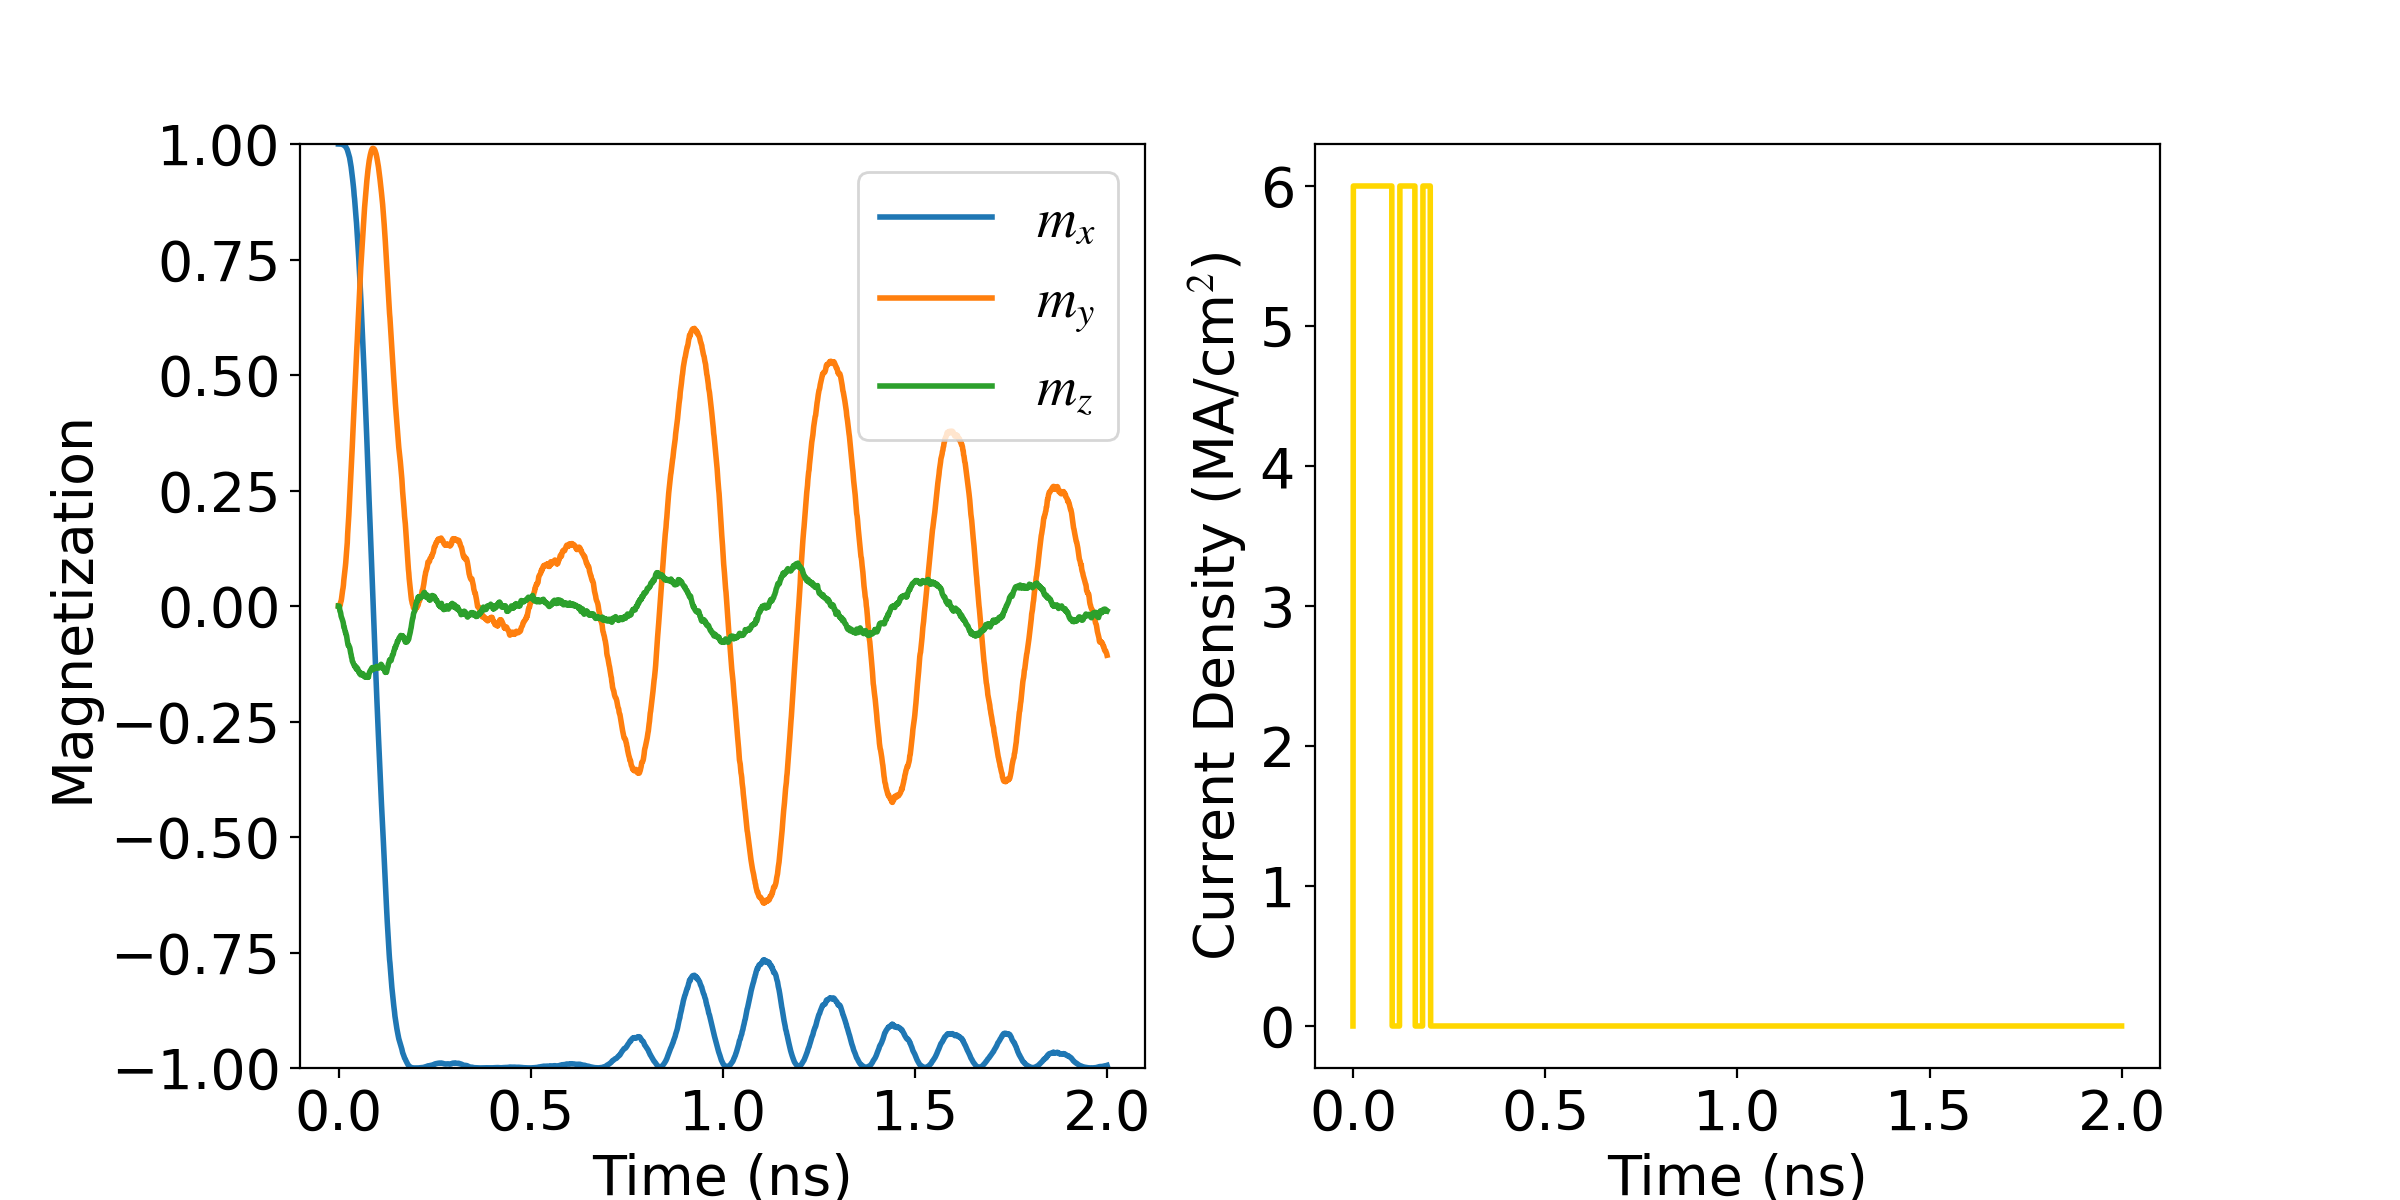 1.00
0.75
0.50
0.25
0.00
−0.25
−0.50
−0.75
−1.00
Magnetization
0.0 0.5 1.0 1.5 2.0
Time (ns)
m_x
m_y
m_z
6
5
4
3
2
1
0
Current Density (MA/cm²)
0.0 0.5 1.0 1.5 2.0
Time (ns)